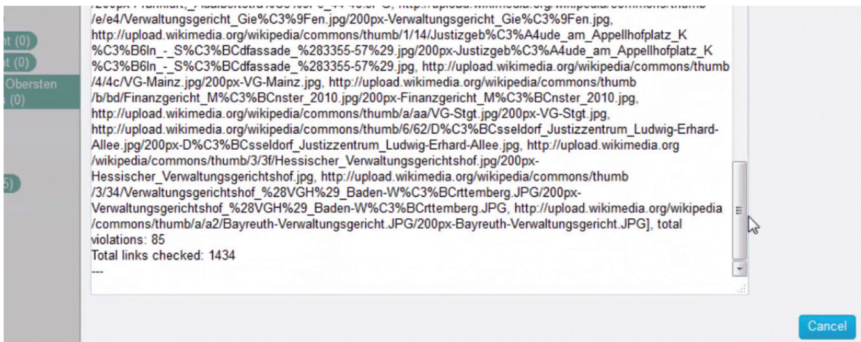 /e/e4/Verwaltungsgericht_Gie%C3%9Fen.jpg/200px-Verwaltungsgericht_Gie%C3%9Fen.jpg,
http://upload.wikimedia.org/wikipedia/commons/thumb/1/14/Justizgeb%C3%A4ude_am_Appellhofplatz_K
%C3%B6ln_-_S%C3%BCdfassade_%283355-57%29.jpg/200px-Justizgeb%C3%A4ude_am_Appellhofplatz_K
%C3%B6ln_-_S%C3%BCdfassade_%283355-57%29.jpg, http://upload.wikimedia.org/wikipedia/commons/thumb
/4/4c/VG-Mainz.jpg/200px-VG-Mainz.jpg, http://upload.wikimedia.org/wikipedia/commons/thumb
/b/bd/Finanzgericht_M%C3%BCnster_2010.jpg/200px-Finanzgericht_M%C3%BCnster_2010.jpg,
http://upload.wikimedia.org/wikipedia/commons/thumb/a/aa/VG-Stgt.jpg/200px-VG-Stgt.jpg,
http://upload.wikimedia.org/wikipedia/commons/thumb/6/62/D%C3%BCsseldorf_Justizzentrum_Ludwig-Erhard-
Allee.jpg/200px-D%C3%BCsseldorf_Justizzentrum_Ludwig-Erhard-Allee.jpg, http://upload.wikimedia.org
/wikipedia/commons/thumb/3/3f/Hessischer_Verwaltungsgerichtshof.jpg/200px-
Hessischer_Verwaltungsgerichtshof.jpg, http://upload.wikimedia.org/wikipedia/commons/thumb
/3/34/Verwaltungsgerichtshof_%28VGH%29_Baden-W%C3%BCrttemberg.JPG/200px-
Verwaltungsgerichtshof_%28VGH%29_Baden-W%C3%BCrttemberg.JPG, http://upload.wikimedia.org/wikipedia
/commons/thumb/a/a2/Bayreuth-Verwaltungsgericht.JPG/200px-Bayreuth-Verwaltungsgericht.JPG], total
violations: 85
Total links checked: 1434
---
(0)
(0)
Obersten
(0)
Cancel